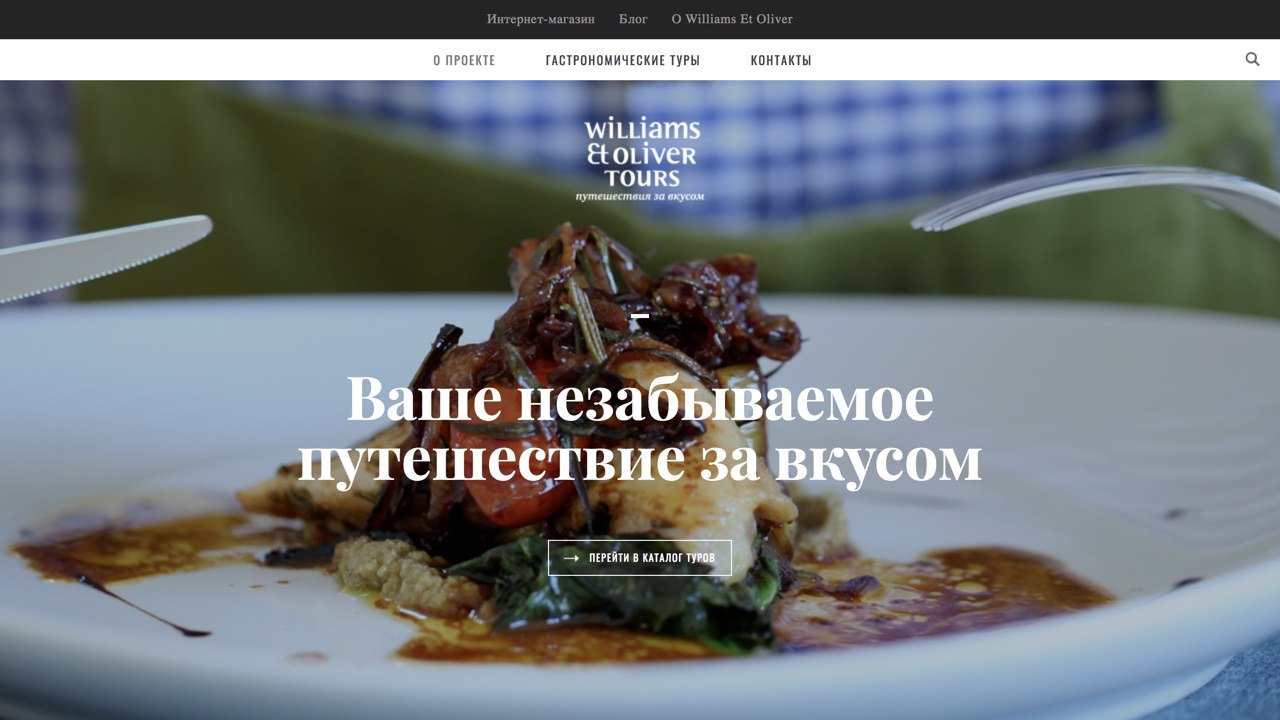 Интернет-магазин Блог О Williams Et Oliver
О ПРОЕКТЕ ГАСТРОНОМИЧЕСКИЕ ТУРЫ КОНТАКТЫ
williams
Et oliver
tours
путешествия за вкусом
Ваше незабываемое
путешествие за вкусом
→ ПЕРЕЙТИ В КАТАЛОГ ТУРОВ